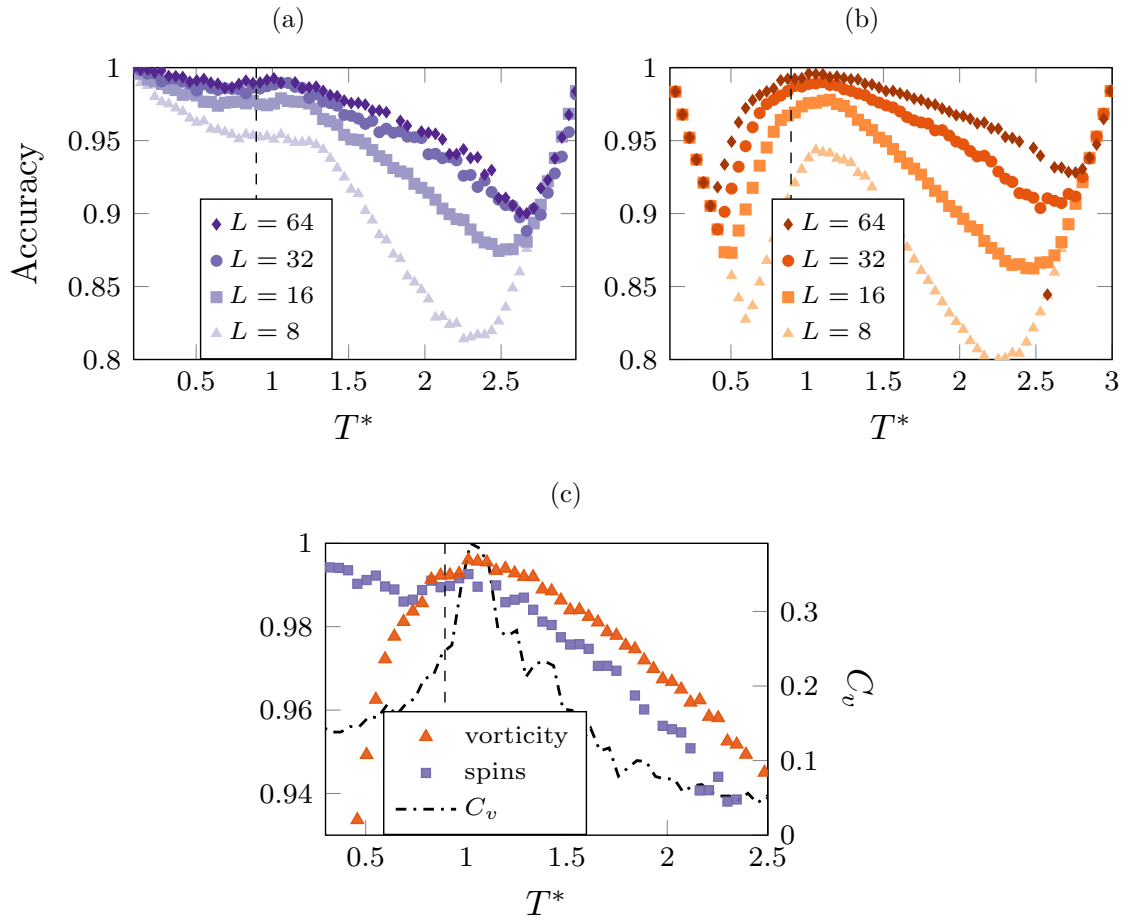 (a)
Accuracy
1
0.95
0.9
0.85
0.8
L = 64
L = 32
L = 16
L = 8
0.5 1 1.5 2 2.5
T*
(b)
1
0.95
0.9
0.85
0.8
L = 64
L = 32
L = 16
L = 8
0.5 1 1.5 2 2.5 3
T*
(c)
1
0.98
0.96
0.94
vorticity
spins
C_v
0.3
0.2
0.1
0
C_v
0.5 1 1.5 2 2.5
T*